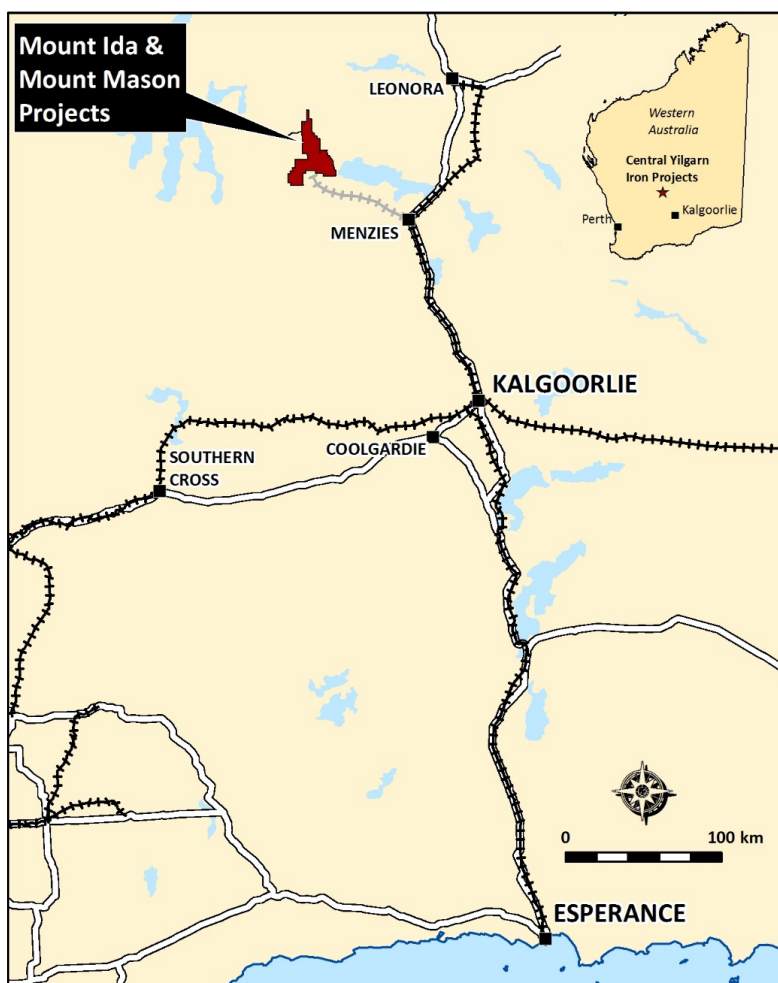 Mount Ida &
Mount Mason
Projects
LEONORA
Western
Australia
Central Yilgarn
Iron Projects
Kalgoorlie
Perth
MENZIES
KALGOORLIE
COOLGARDIE
SOUTHERN
CROSS
0 100 km
ESPERANCE